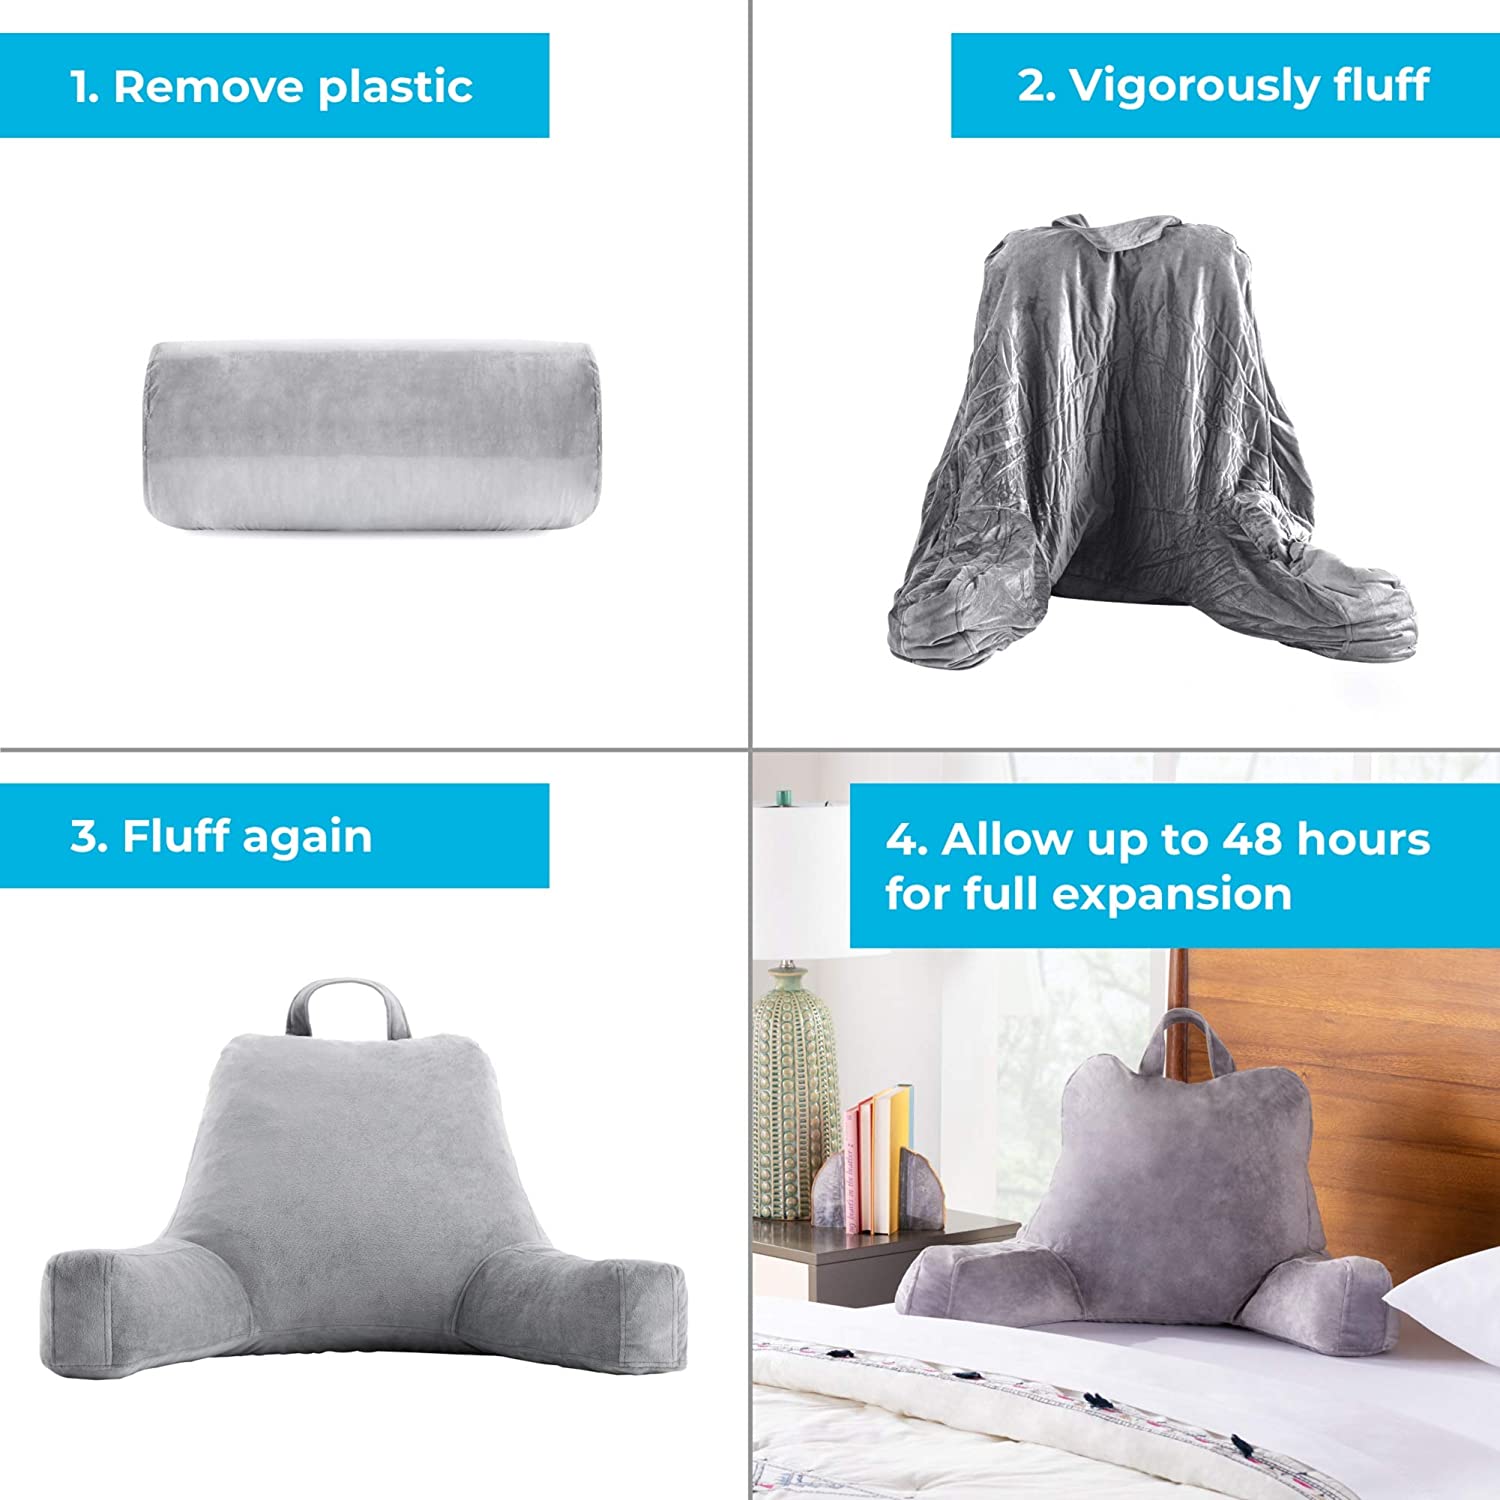 1. Remove plastic
2. Vigorously fluff
3. Fluff again
4. Allow up to 48 hours
for full expansion